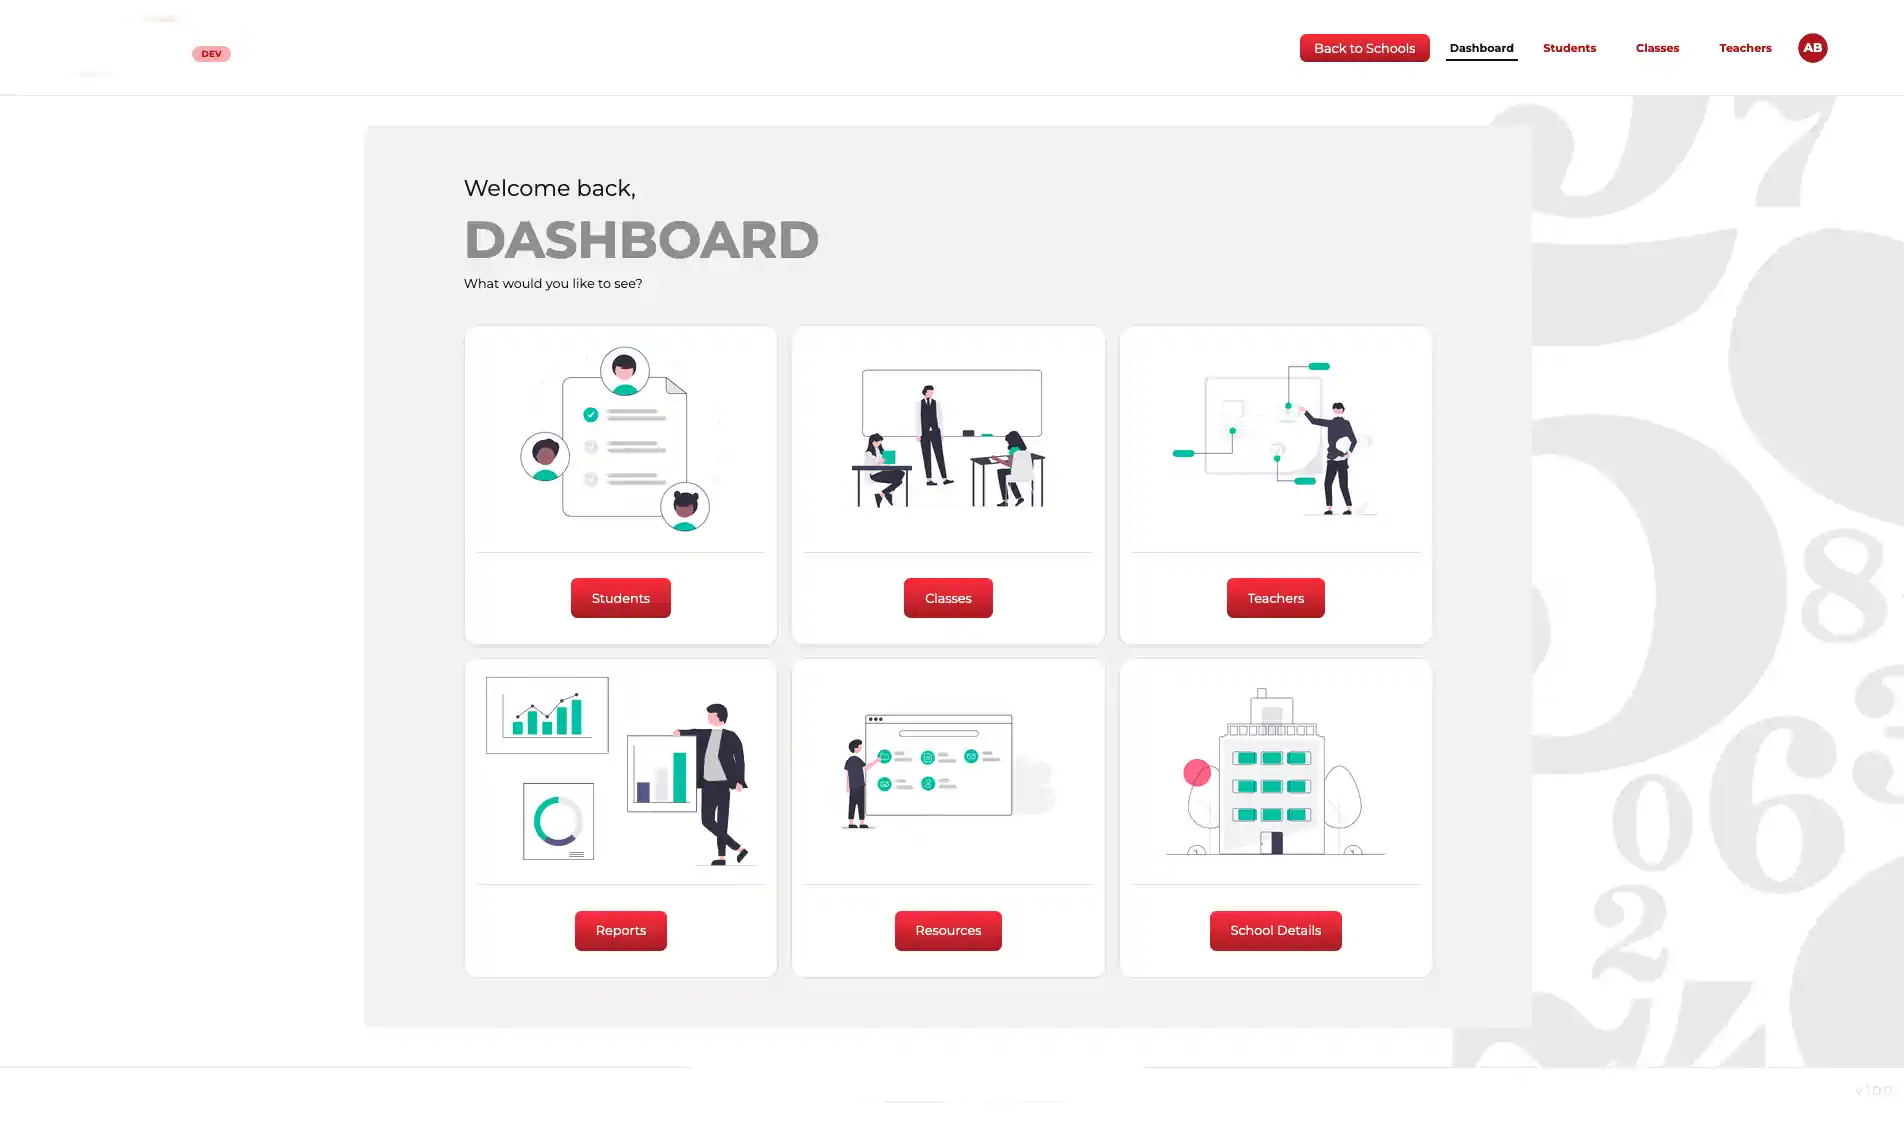 DEV
Back to Schools
Dashboard
Students
Classes
Teachers
AB
Welcome back,
DASHBOARD
What would you like to see?
Students
Classes
Teachers
Reports
Resources
School Details